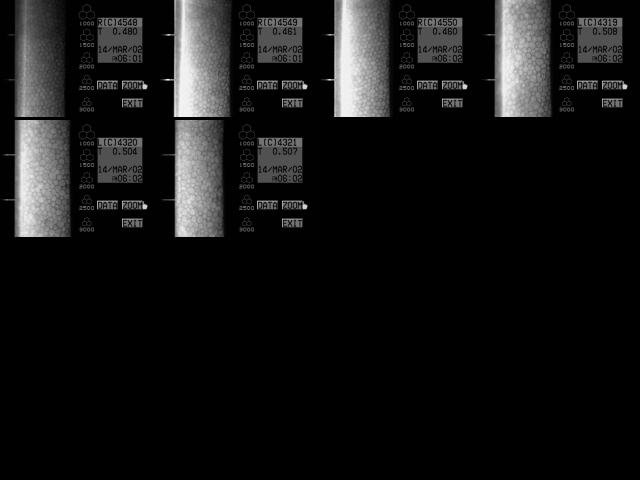 1000
R(C)4548
T 0.480
1500
14/MAR/02
PM06:01
2000
DATA ZOOM
2500
EXIT
3000
1000
R(C)4549
T 0.461
1500
14/MAR/02
PM06:01
2000
DATA ZOOM
2500
EXIT
3000
1000
R(C)4550
T 0.460
1500
14/MAR/02
PM06:02
2000
DATA ZOOM
2500
EXIT
3000
1000
L(C)4319
T 0.508
1500
14/MAR/02
PM06:02
2000
DATA ZOOM
2500
EXIT
3000
1000
L(C)4320
T 0.504
1500
14/MAR/02
PM06:02
2000
DATA ZOOM
2500
EXIT
3000
1000
L(C)4321
T 0.507
1500
14/MAR/02
PM06:02
2000
DATA ZOOM
2500
EXIT
3000